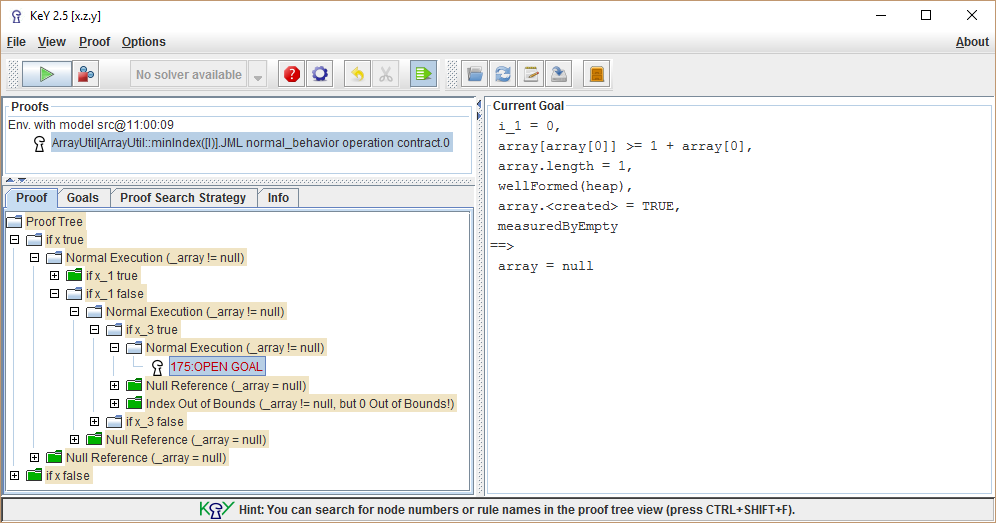 KeY 2.5 [x.z.y]
File View Proof Options About
No solver available
Proofs
Env. with model src@11:00:09
ArrayUtil[ArrayUtil::minIndex([I)].JML normal_behavior operation contract.0
Proof Goals Proof Search Strategy Info
Proof Tree
if x true
Normal Execution (_array != null)
if x_1 true
if x_1 false
Normal Execution (_array != null)
if x_3 true
Normal Execution (_array != null)
175:OPEN GOAL
Null Reference (_array = null)
Index Out of Bounds (_array != null, but 0 Out of Bounds!)
if x_3 false
Null Reference (_array = null)
Null Reference (_array = null)
if x false
Current Goal
i_1 = 0,
array[array[0]] >= 1 + array[0],
array.length = 1,
wellFormed(heap),
array.<created> = TRUE,
measuredByEmpty
==>
array = null
KeY Hint: You can search for node numbers or rule names in the proof tree view (press CTRL+SHIFT+F).